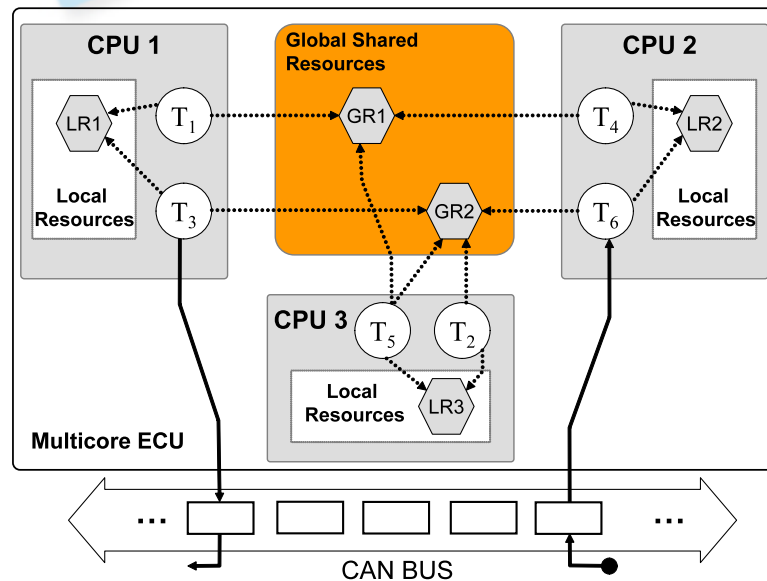 CPU 1
Global Shared
Resources
CPU 2
LR1
T1
GR1
T4
LR2
Local
Resources
T3
GR2
T6
Local
Resources
CPU 3
T5
T2
Local
Resources
LR3
Multicore ECU
...
...
CAN BUS